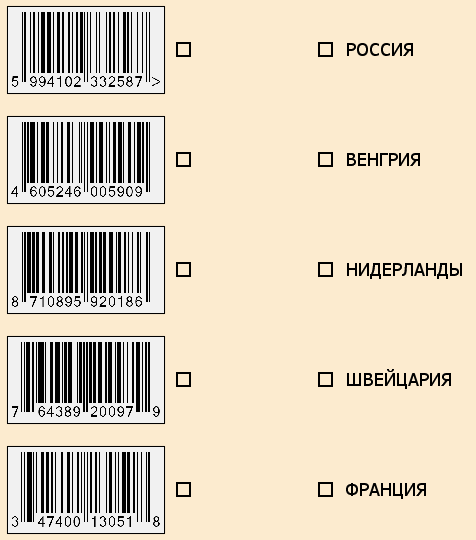 5 994102 332587 >
РОССИЯ
4 605246 005909
ВЕНГРИЯ
8 710895 920186
НИДЕРЛАНДЫ
7 64389 20097 9
ШВЕЙЦАРИЯ
3 47400 13051 8
ФРАНЦИЯ